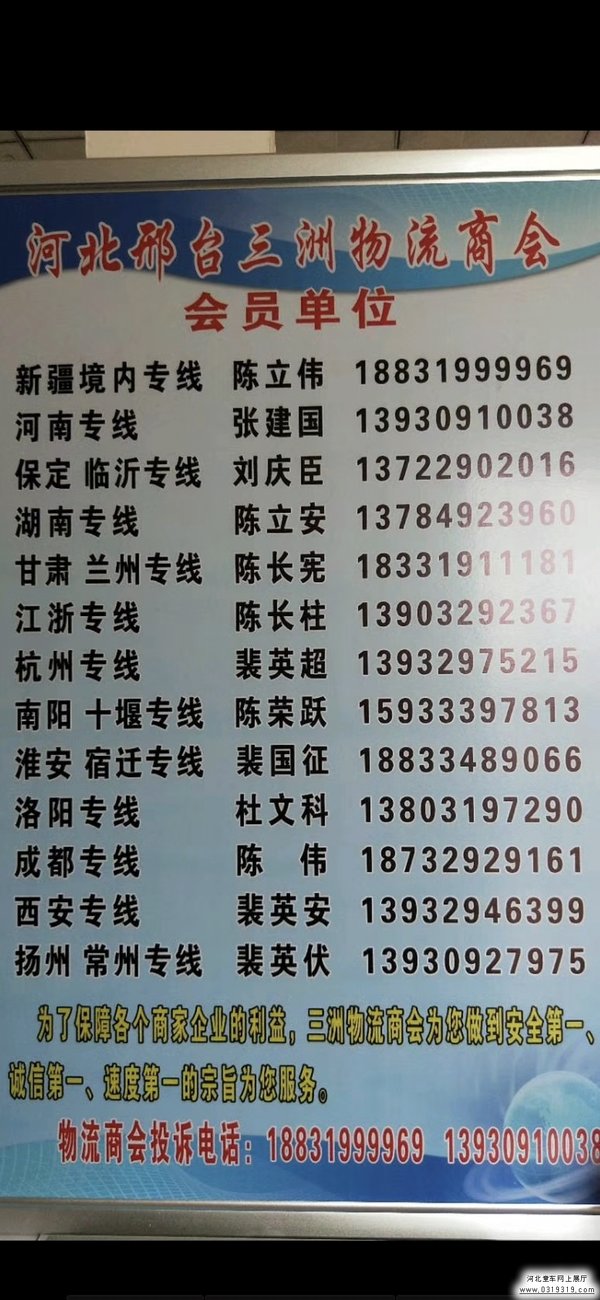 河北邢台三洲物流商会
会员单位
新疆境内专线 陈立伟 18831999969
河南专线 张建国 13930910038
保定 临沂专线 刘庆臣 13722902016
湖南专线 陈立安 13784923960
甘肃 兰州专线 陈长宪 18331911181
江浙专线 陈长柱 13903292367
杭州专线 裴英超 13932975215
南阳 十堰专线 陈荣跃 15933397813
淮安 宿迁专线 裴国征 18833489066
洛阳专线 杜文科 13803197290
成都专线 陈 伟 18732929161
西安专线 裴英安 13932946399
扬州 常州专线 裴英伏 13930927975
为了保障各个商家企业的利益，三洲物流商会为您做到安全第一、
诚信第一、速度第一的宗旨为您服务。
物流商会投诉电话：18831999969 13930910038
河北童车网上展厅
www.0319319.com